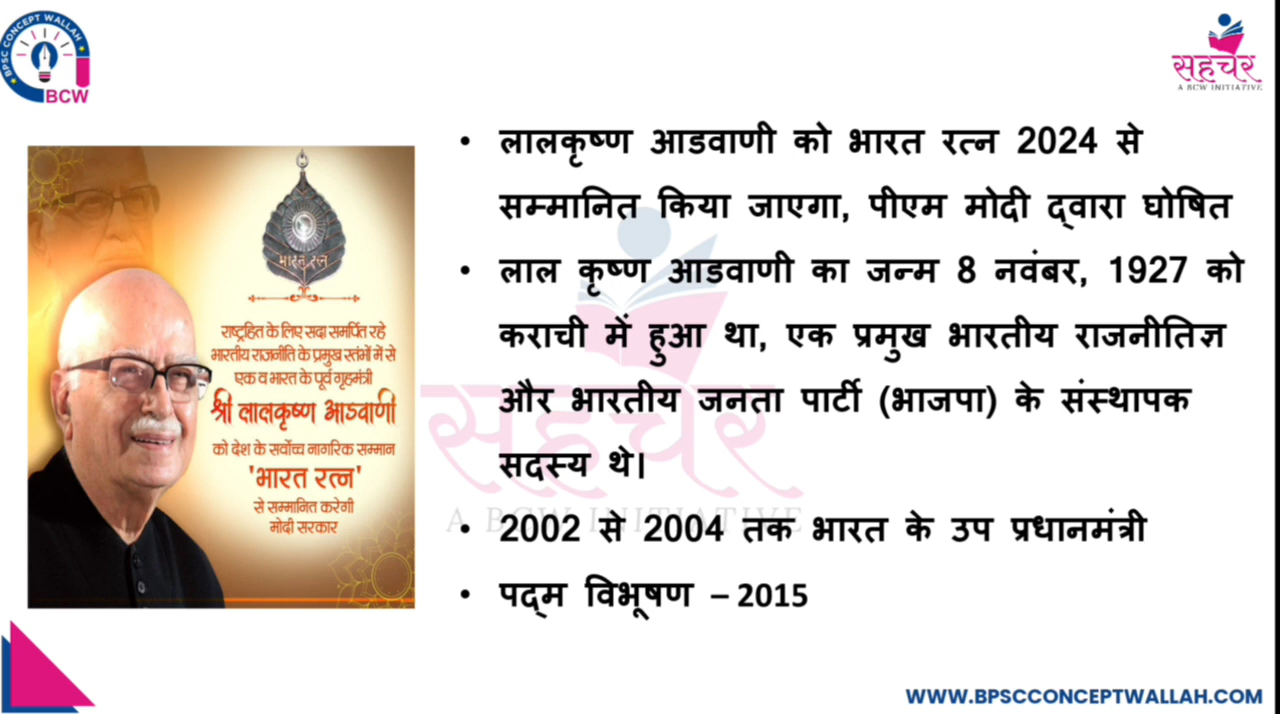 BPSC CONCEPT WALLAH
BCW
सहचर
A BCW INITIATIVE
भारत रत्न
राष्ट्रहित के लिए सदा समर्पित रहे
भारतीय राजनीति के प्रमुख स्तंभों में से
एक व भारत के पूर्व गृहमंत्री
श्री लालकृष्ण आडवाणी
को देश के सर्वोच्च नागरिक सम्मान
'भारत रत्न'
से सम्मानित करेगी
मोदी सरकार
• लालकृष्ण आडवाणी को भारत रत्न 2024 से
सम्मानित किया जाएगा, पीएम मोदी द्वारा घोषित
• लाल कृष्ण आडवाणी का जन्म 8 नवंबर, 1927 को
कराची में हुआ था, एक प्रमुख भारतीय राजनीतिज्ञ
और भारतीय जनता पार्टी (भाजपा) के संस्थापक
सदस्य थे।
• 2002 से 2004 तक भारत के उप प्रधानमंत्री
• पद्म विभूषण – 2015
सहचर
A BCW INITIATIVE
WWW.BPSCCONCEPTWALLAH.COM